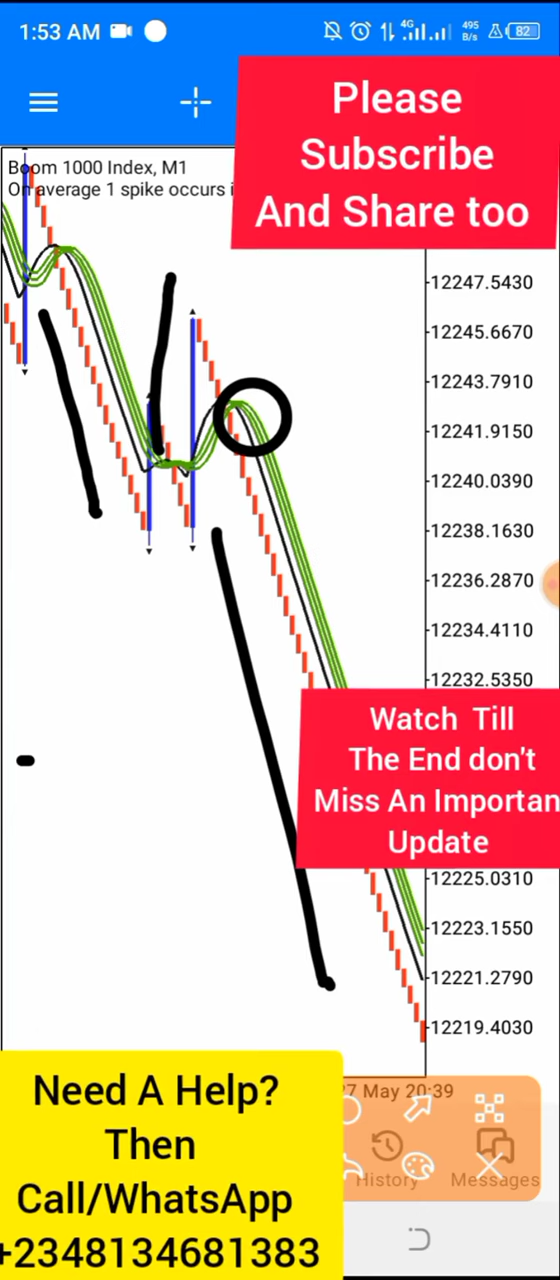 1:53 AM
4G
495
B/s
82
Please
Subscribe
And Share too
Boom 1000 Index, M1
On average 1 spike occurs i
12247.5430
12245.6670
12243.7910
12241.9150
12240.0390
12238.1630
12236.2870
12234.4110
12232.5350
Watch Till
The End don't
Miss An Importan
Update
12225.0310
12223.1550
12221.2790
12219.4030
27 May 20:39
Need A Help?
Then
Call/WhatsApp
+2348134681383
History
Messages